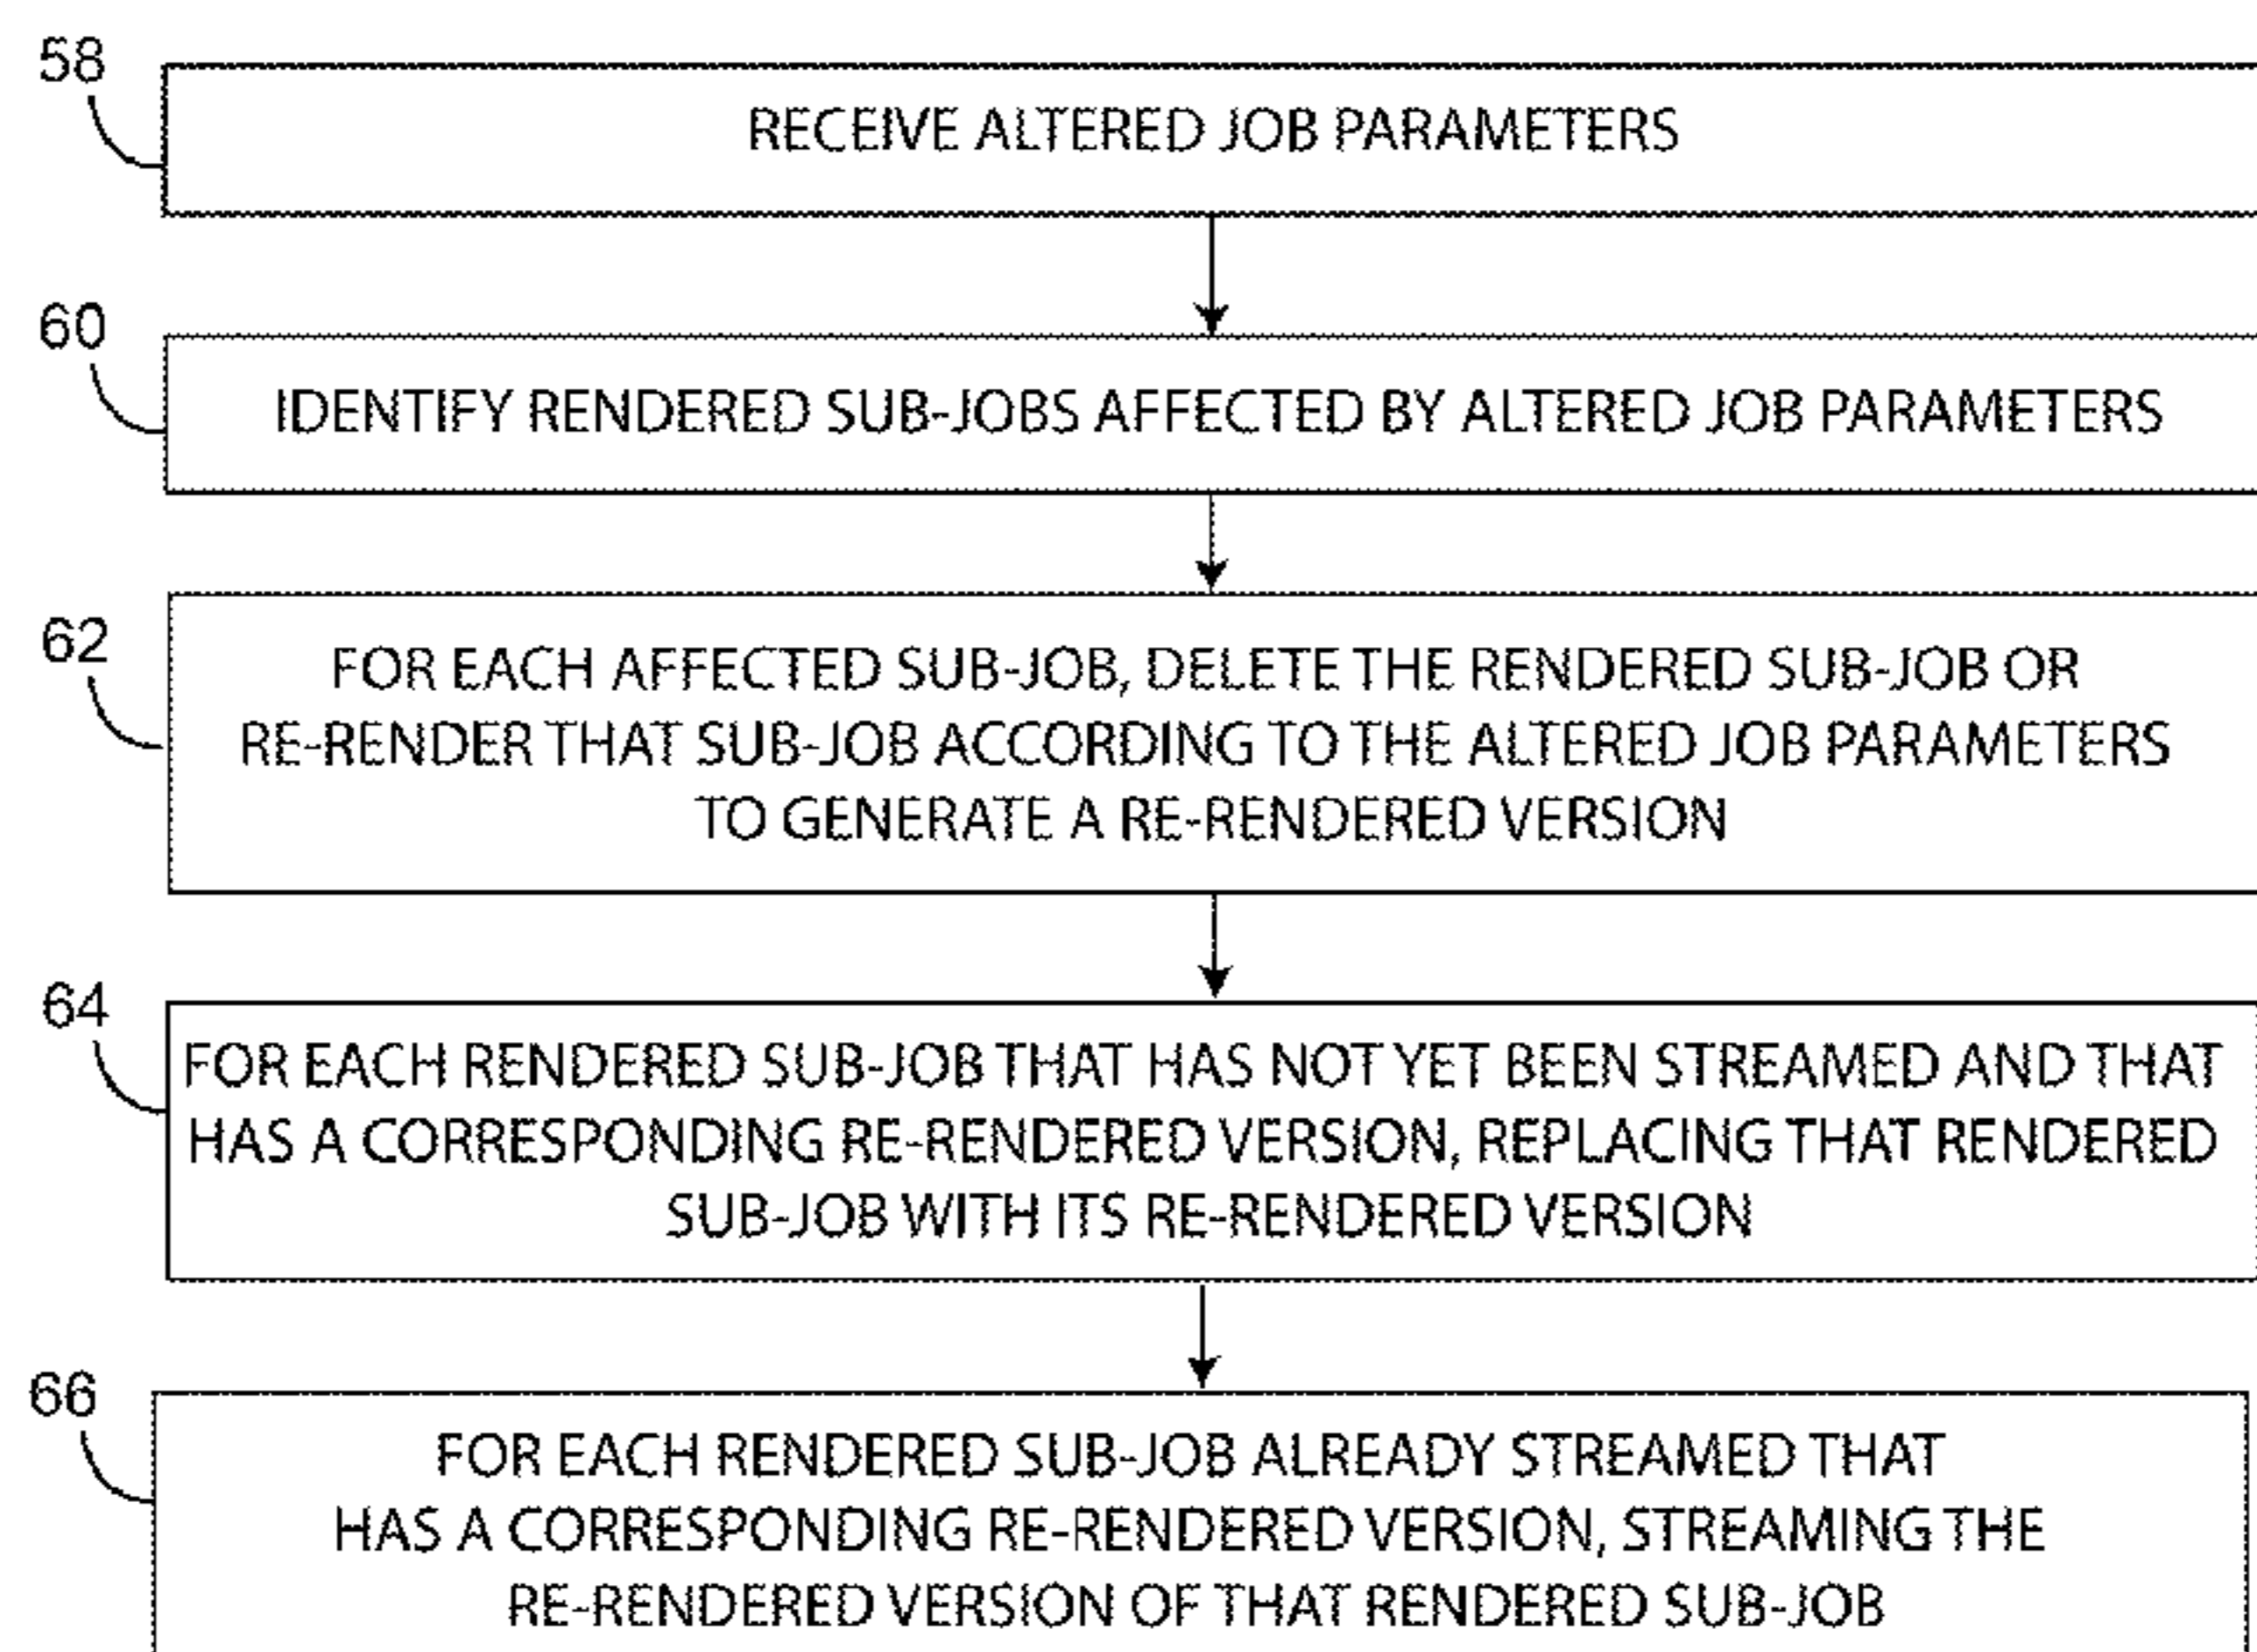 58
RECEIVE ALTERED JOB PARAMETERS
60
IDENTIFY RENDERED SUB-JOBS AFFECTED BY ALTERED JOB PARAMETERS
62
FOR EACH AFFECTED SUB-JOB, DELETE THE RENDERED SUB-JOB OR
RE-RENDER THAT SUB-JOB ACCORDING TO THE ALTERED JOB PARAMETERS
TO GENERATE A RE-RENDERED VERSION
64
FOR EACH RENDERED SUB-JOB THAT HAS NOT YET BEEN STREAMED AND THAT
HAS A CORRESPONDING RE-RENDERED VERSION, REPLACING THAT RENDERED
SUB-JOB WITH ITS RE-RENDERED VERSION
66
FOR EACH RENDERED SUB-JOB ALREADY STREAMED THAT
HAS A CORRESPONDING RE-RENDERED VERSION, STREAMING THE
RE-RENDERED VERSION OF THAT RENDERED SUB-JOB